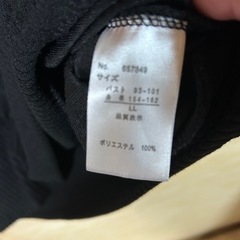 No. 657849
サイズ
バスト 93-101
身長 154-162
LL
品質表示
ポリエステル 100%